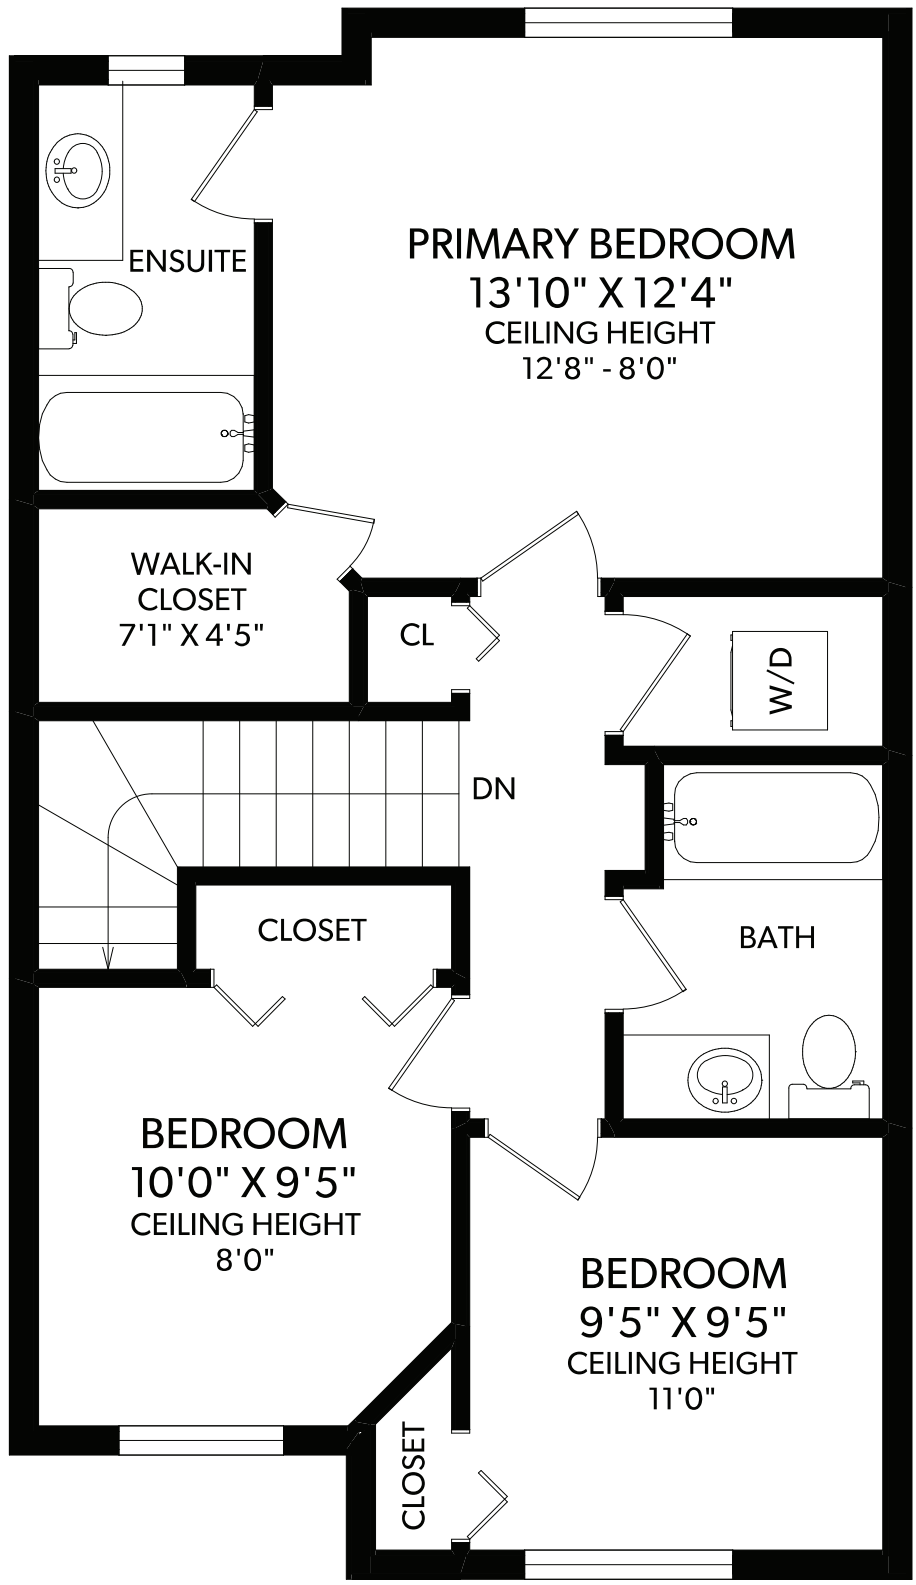 ENSUITE
PRIMARY BEDROOM
13'10" X 12'4"
CEILING HEIGHT
12'8" - 8'0"
WALK-IN
CLOSET
7'1" X 4'5"
CL
W/D
DN
CLOSET
BATH
BEDROOM
10'0" X 9'5"
CEILING HEIGHT
8'0"
BEDROOM
9'5" X 9'5"
CEILING HEIGHT
11'0"
CLOSET